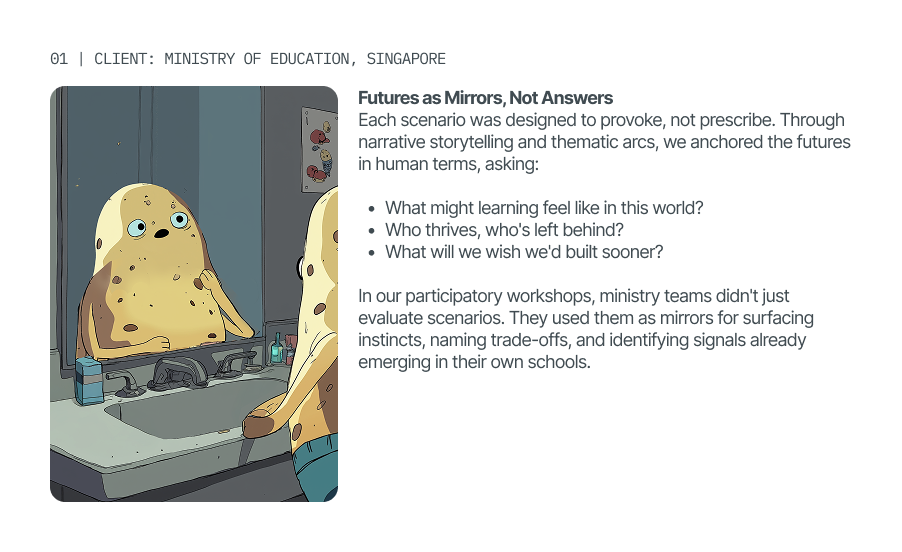 01 | CLIENT: MINISTRY OF EDUCATION, SINGAPORE
Futures as Mirrors, Not Answers
Each scenario was designed to provoke, not prescribe. Through
narrative storytelling and thematic arcs, we anchored the futures
in human terms, asking:
• What might learning feel like in this world?
• Who thrives, who's left behind?
• What will we wish we'd built sooner?
In our participatory workshops, ministry teams didn't just
evaluate scenarios. They used them as mirrors for surfacing
instincts, naming trade-offs, and identifying signals already
emerging in their own schools.